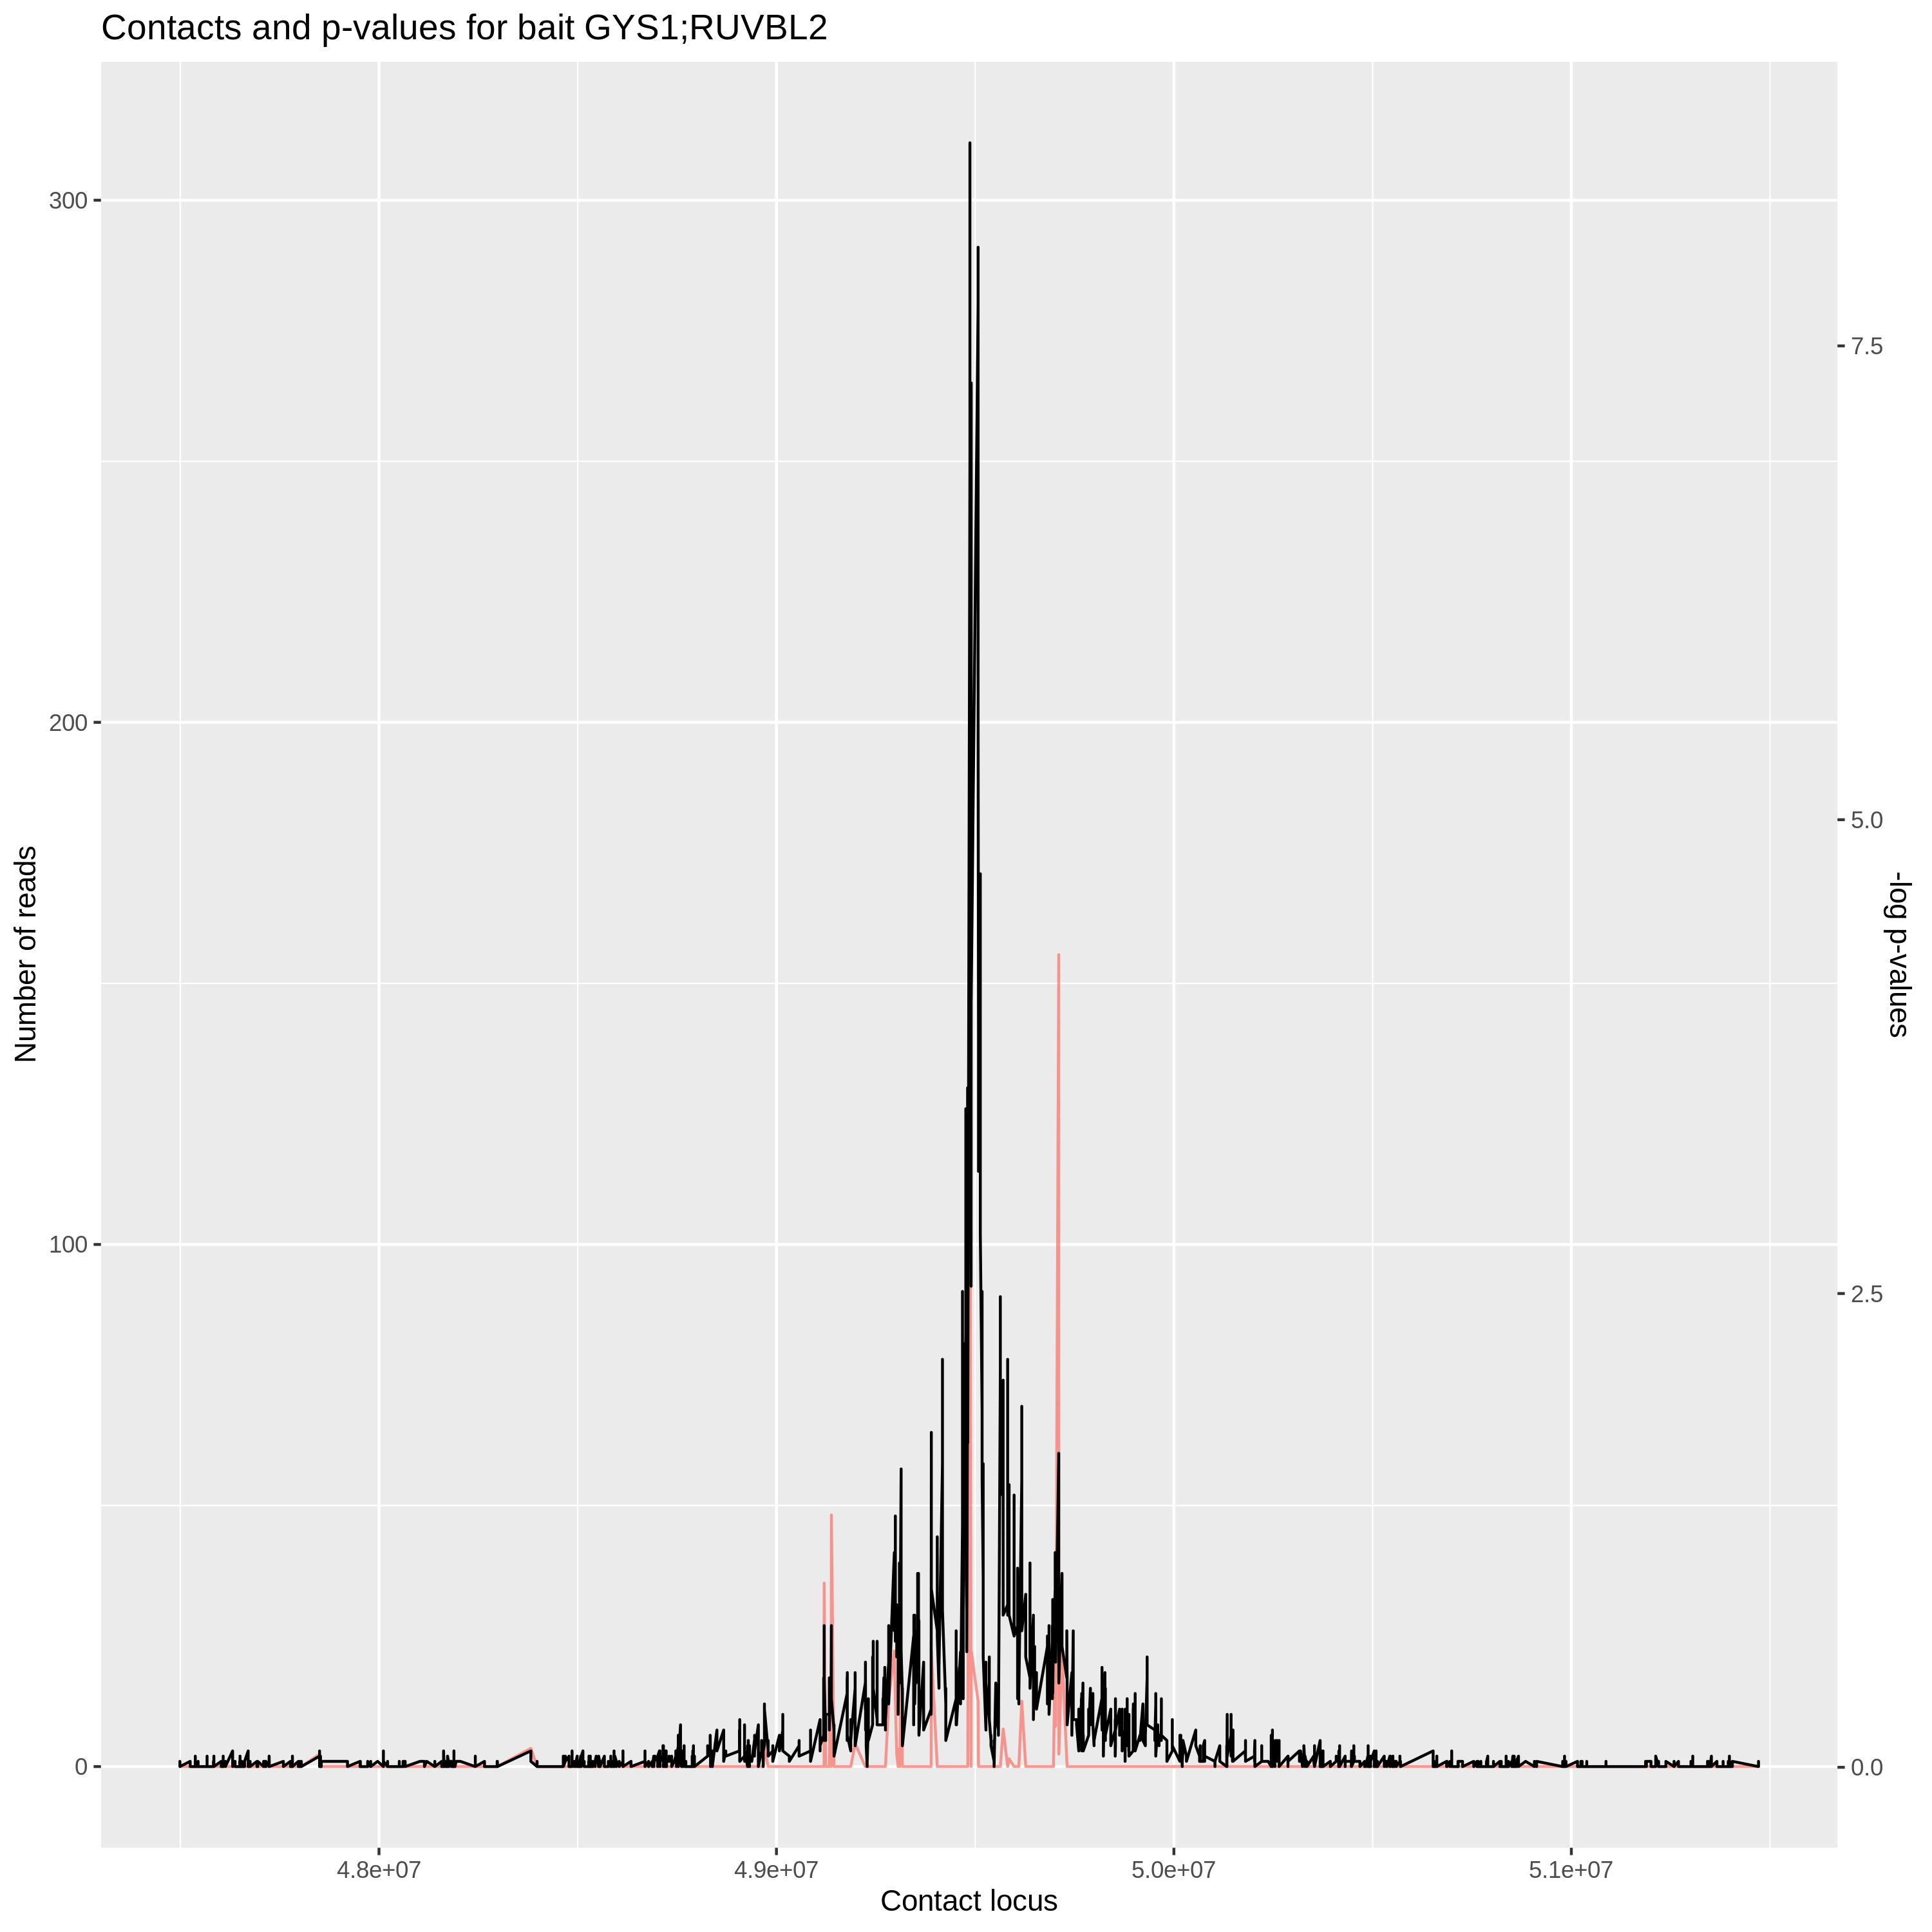 Contacts and p-values for bait GYS1;RUVBL2
300
200
100
0
7.5
5.0
2.5
0.0
Number of reads
-log p-values
4.8e+07
4.9e+07
5.0e+07
5.1e+07
Contact locus